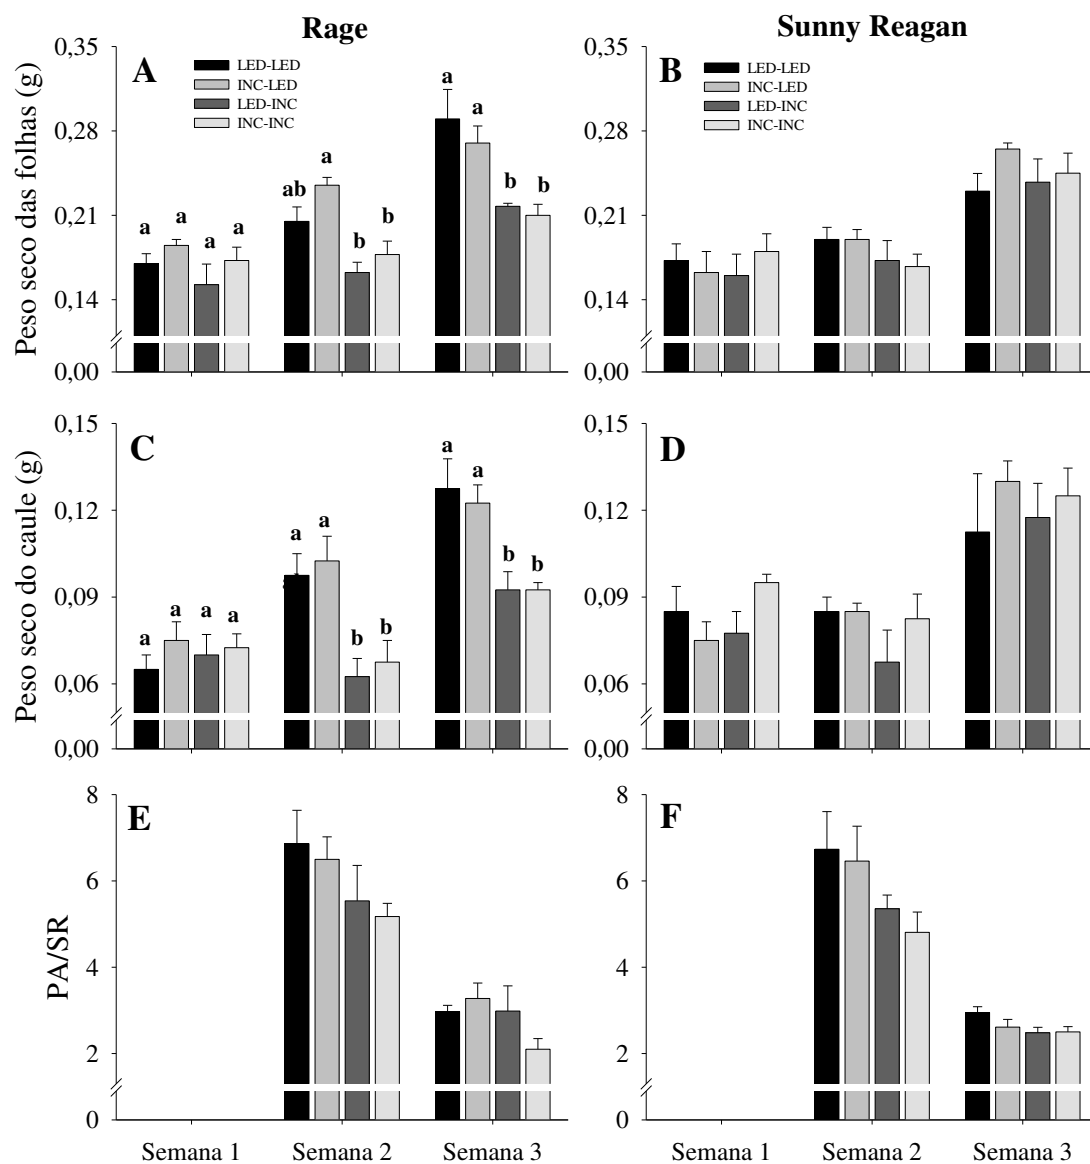 Rage
Sunny Reagan
Peso seco das folhas (g)
0,35
0,28
0,21
0,14
0,00
A
LED-LED
INC-LED
LED-INC
INC-INC
a
a
a
a
ab
a
b
b
a
a
b
b
0,35
0,28
0,21
0,14
0,00
B
LED-LED
INC-LED
LED-INC
INC-INC
Peso seco do caule (g)
0,15
0,12
0,09
0,06
0,00
C
a
a
a
a
a
a
b
b
a
a
b
b
0,15
0,12
0,09
0,06
0,00
D
PA/SR
8
6
4
2
0
E
Semana 1
Semana 2
Semana 3
8
6
4
2
0
F
Semana 1
Semana 2
Semana 3